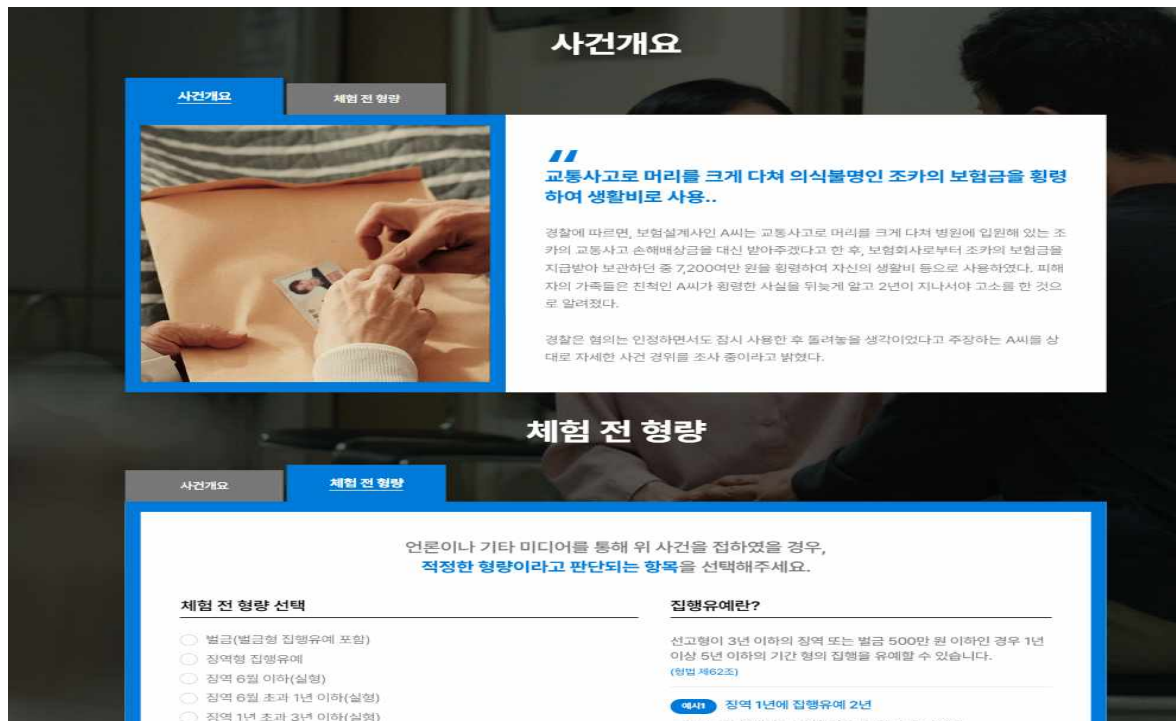 사건개요
사건개요
체험 전 형량
교통사고로 머리를 크게 다쳐 의식불명인 조카의 보험금을 횡령
하여 생활비로 사용..
경찰에 따르면, 보험설계사인 A씨는 교통사고로 머리를 크게 다쳐 병원에 입원해 있는 조
카의 교통사고 손해배상금을 대신 받아주겠다고 한 후, 보험회사로부터 조카의 보험금을
지급받아 보관하던 중 7,200여만 원을 횡령하여 자신의 생활비 등으로 사용하였다. 피해
자의 가족들은 친척인 A씨가 횡령한 사실을 뒤늦게 알고 2년이 지나서야 고소를 한 것으
로 알려졌다.
경찰은 혐의는 인정하면서도 잠시 사용한 후 돌려놓을 생각이었다고 주장하는 A씨를 상
대로 자세한 사건 경위를 조사 중이라고 밝혔다.
체험 전 형량
사건개요
체험 전 형량
언론이나 기타 미디어를 통해 위 사건을 접하였을 경우,
적정한 형량이라고 판단되는 항목을 선택해주세요.
체험 전 형량 선택
벌금(벌금형 집행유예 포함)
징역형 집행유예
징역 6월 이하(실형)
징역 6월 초과 1년 이하(실형)
징역 1년 초과 3년 이하(실형)
집행유예란?
선고형이 3년 이하의 징역 또는 벌금 500만 원 이하인 경우 1년
이상 5년 이하의 기간 형의 집행을 유예할 수 있습니다.
(형법 제62조)
예시1 징역 1년에 집행유예 2년